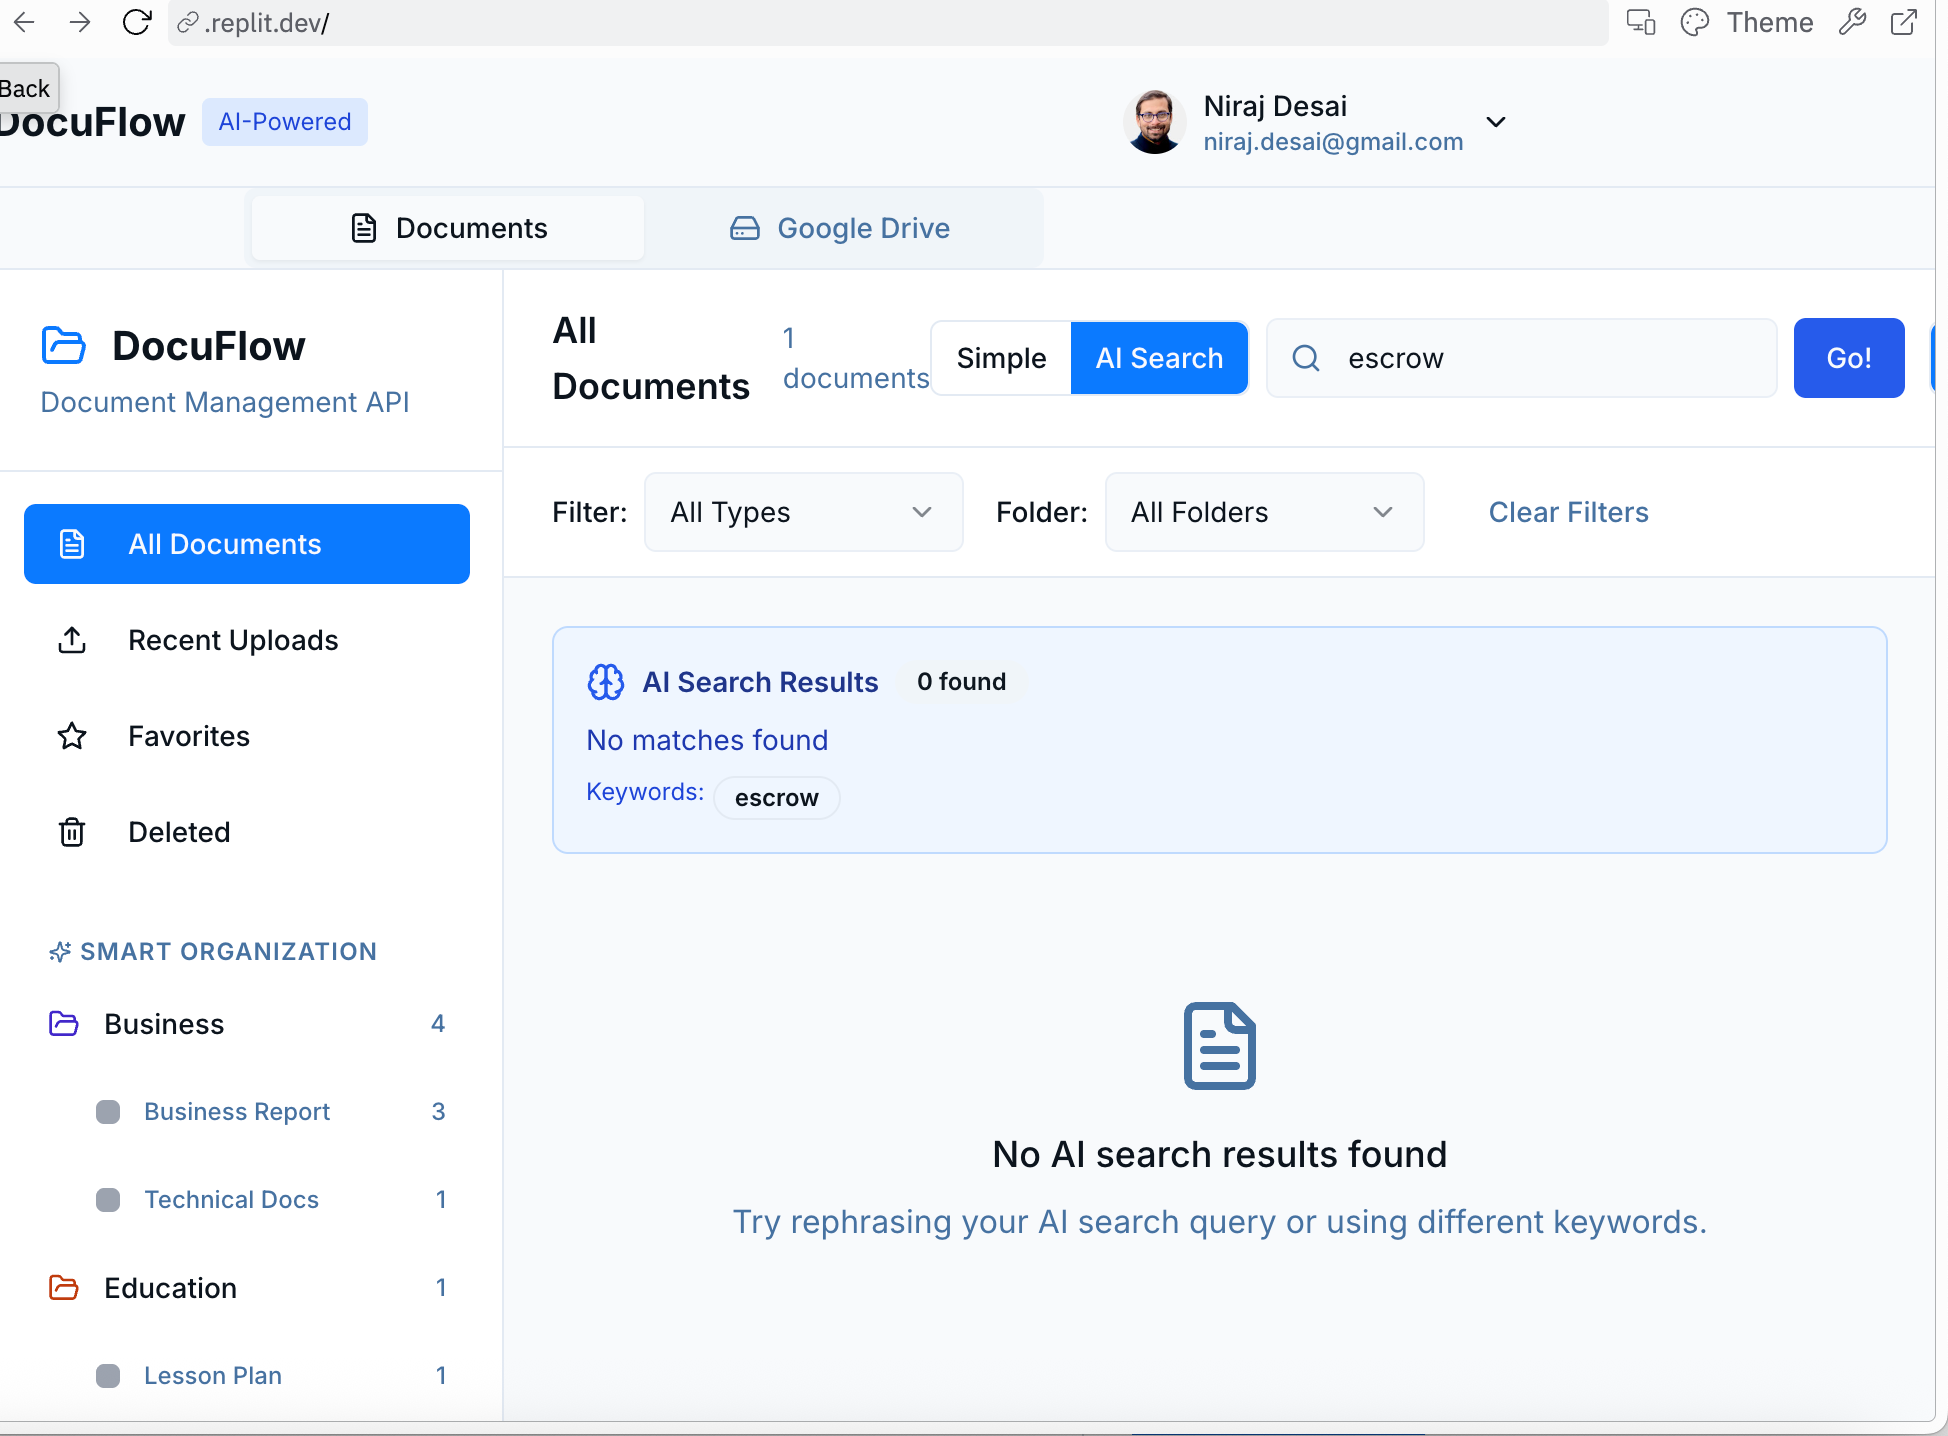 .replit.dev/
Theme
Back
DocuFlow
AI-Powered
Niraj Desai
niraj.desai@gmail.com
Documents
Google Drive
DocuFlow
Document Management API
All Documents
Recent Uploads
Favorites
Deleted
SMART ORGANIZATION
Business 4
Business Report 3
Technical Docs 1
Education 1
Lesson Plan 1
All
Documents
1
documents
Simple
AI Search
escrow
Go!
Filter:
All Types
Folder:
All Folders
Clear Filters
AI Search Results
0 found
No matches found
Keywords: escrow
No AI search results found
Try rephrasing your AI search query or using different keywords.